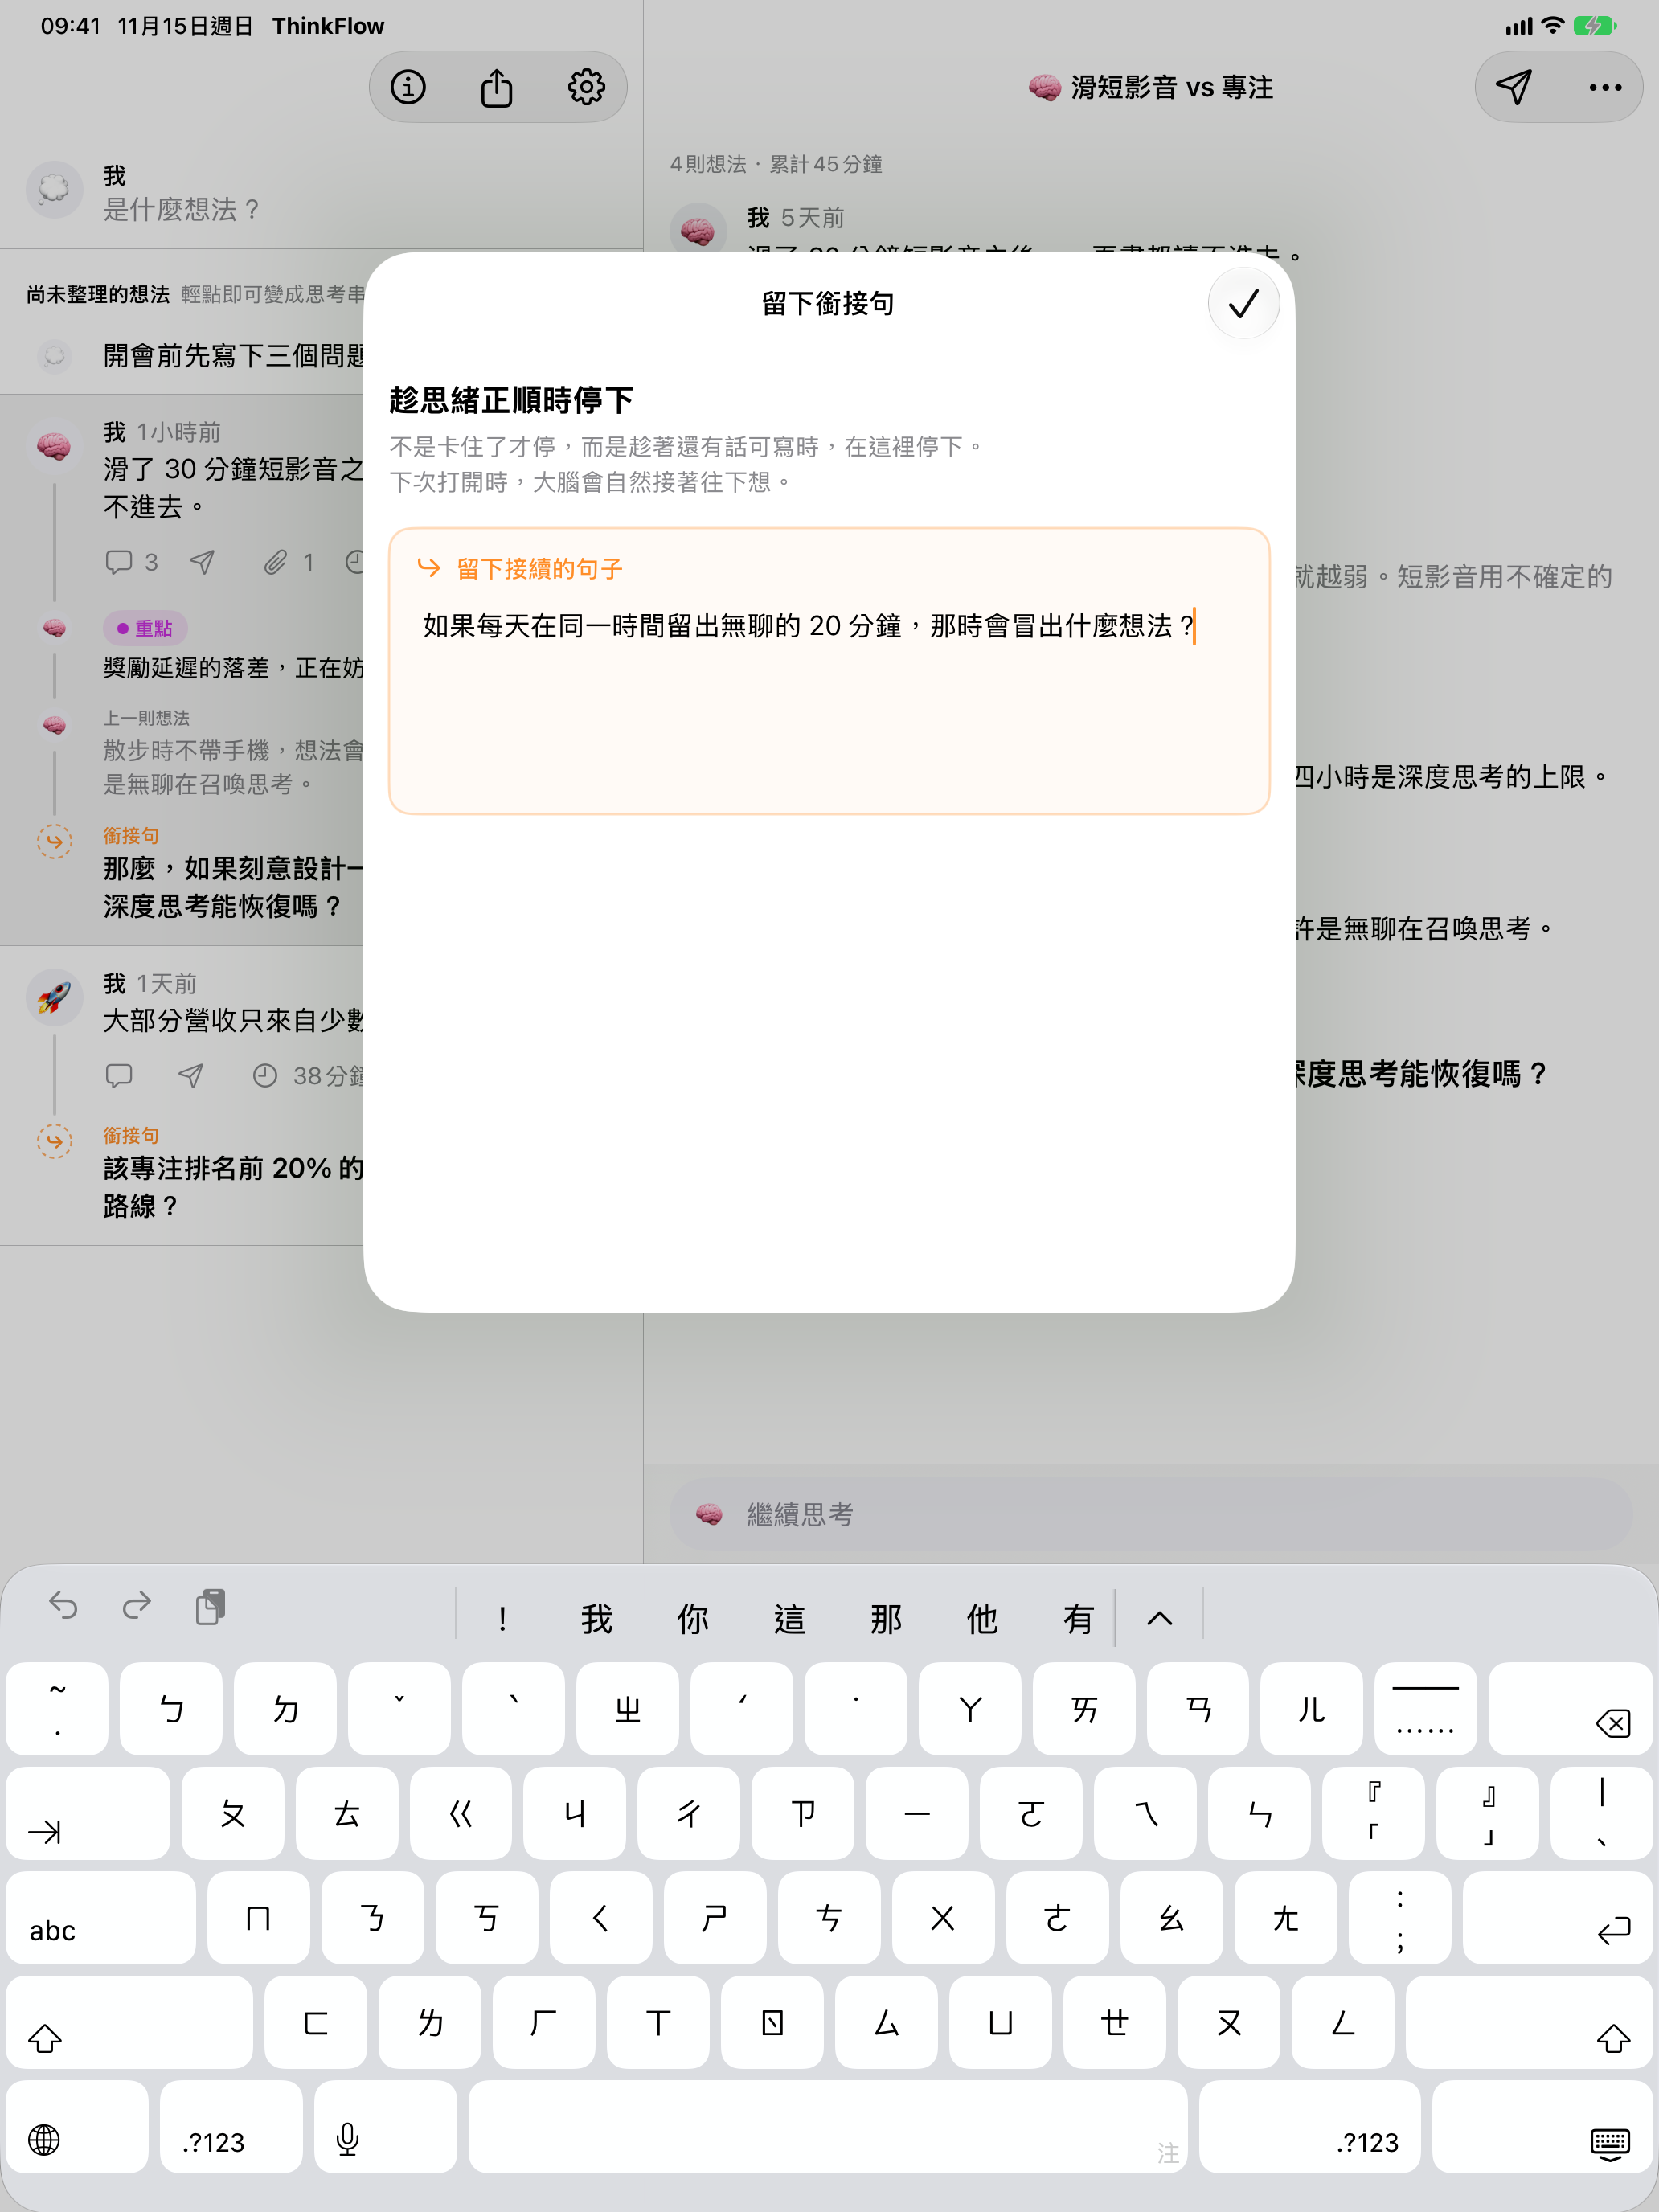 09:41 11月15日週日 ThinkFlow
🧠 滑短影音 vs 專注
我
是什麼想法？
尚未整理的想法 輕點即可變成思考串
開會前先寫下三個問題
我 1小時前
滑了 30 分鐘短影音之
不進去。
3 1
重點
獎勵延遲的落差，正在妨
上一則想法
散步時不帶手機，想法會
是無聊在召喚思考。
銜接句
那麼，如果刻意設計一
深度思考能恢復嗎？
我 1天前
大部分營收只來自少數
38分鐘
銜接句
該專注排名前 20% 的
路線？
4則想法 · 累計45分鐘
我 5天前
就越弱。短影音用不確定的
四小時是深度思考的上限。
許是無聊在召喚思考。
深度思考能恢復嗎？
繼續思考
留下銜接句
趁思緒正順時停下
不是卡住了才停，而是趁著還有話可寫時，在這裡停下。
下次打開時，大腦會自然接著往下想。
留下接續的句子
如果每天在同一時間留出無聊的 20 分鐘，那時會冒出什麼想法？
！ 我 你 這 那 他 有
~ · ㄅ ㄉ ˇ ˋ ㄓ ˊ ˙ ㄚ ㄞ ㄢ ㄦ — ……
ㄆ ㄊ ㄍ ㄐ ㄔ ㄗ ㄧ ㄛ ㄟ ㄣ 『 「 』 」 | 、
abc ㄇ ㄋ ㄎ ㄑ ㄕ ㄘ ㄨ ㄜ ㄠ ㄤ ： ；
ㄈ ㄌ ㄏ ㄒ ㄖ ㄙ ㄩ ㄝ ㄡ ㄥ
.?123 注 .?123